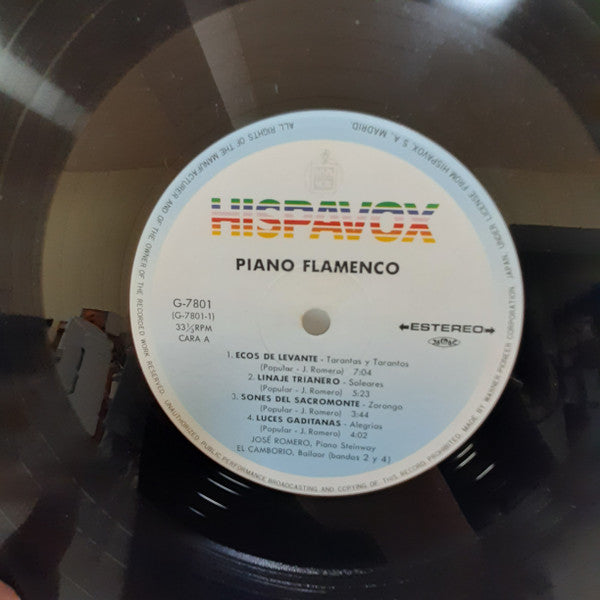 HISPAVOX
PIANO FLAMENCO
G-7801
(G-7801-1)
33⅓RPM
CARA A
ESTEREO
1. ECOS DE LEVANTE - Tarantas y Tarantos
(Popular - J. Romero) 7:04
2. LINAJE TRIANERO - Soleares
(Popular - J. Romero) 5:23
3. SONES DEL SACROMONTE - Zorongo
(Popular - J. Romero) 3:44
4. LUCES GADITANAS - Alegrías
(Popular - J. Romero) 4:02
JOSÉ ROMERO, Piano Steinway
EL CAMBORIO, Bailaor (bandas 2 y 4)
ALL RIGHTS OF THE MANUFACTURER AND OF THE OWNER OF THE RECORDED WORK RESERVED. UNAUTHORIZED PUBLIC PERFORMANCE, BROADCASTING AND COPYING OF THIS RECORD PROHIBITED. MADE BY WARNER-PIONEER CORPORATION, JAPAN, UNDER LICENSE FROM HISPAVOX, S. A. MADRID.